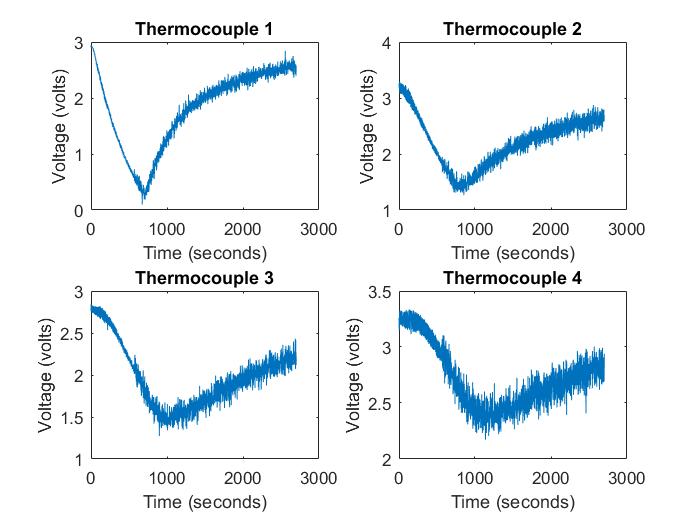 Thermocouple 1
3
2
1
0
Voltage (volts)
0 1000 2000 3000
Time (seconds)
Thermocouple 2
4
3
2
1
Voltage (volts)
0 1000 2000 3000
Time (seconds)
Thermocouple 3
3
2.5
2
1.5
1
Voltage (volts)
0 1000 2000 3000
Time (seconds)
Thermocouple 4
3.5
3
2.5
2
Voltage (volts)
0 1000 2000 3000
Time (seconds)